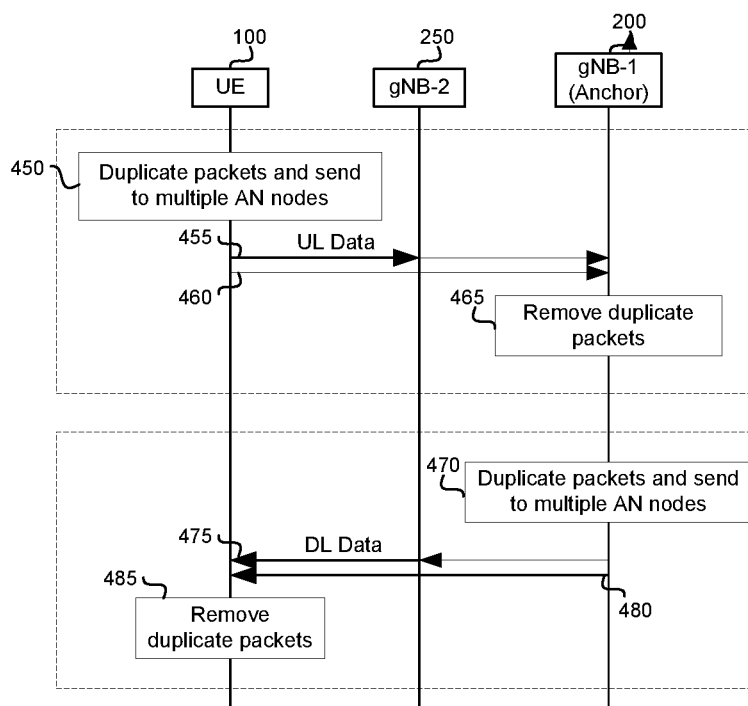 100
250
200
UE
gNB-2
gNB-1
(Anchor)
450
Duplicate packets and send
to multiple AN nodes
455
UL Data
460
465
Remove duplicate
packets
470
Duplicate packets and send
to multiple AN nodes
475
DL Data
480
485
Remove
duplicate packets